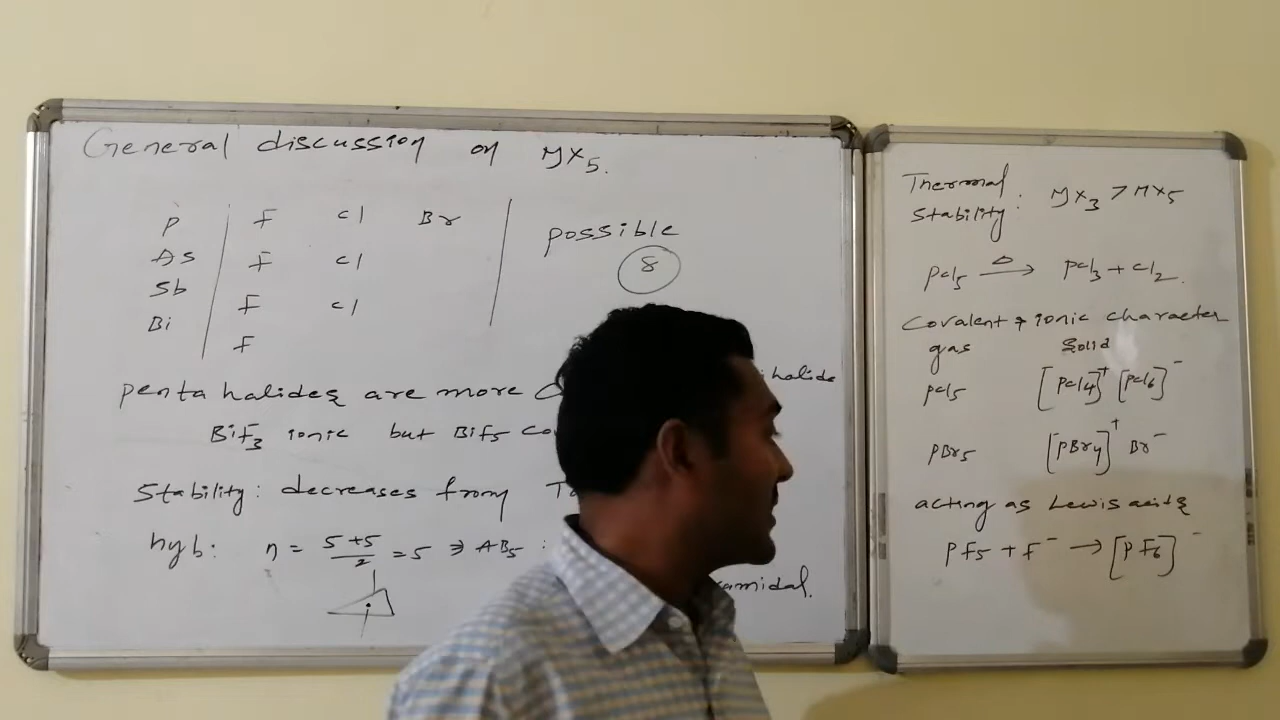 General discussion on MX5.
P F Cl Br
As F Cl
Sb F Cl
Bi F
possible
8
penta halides are more halide
BiF3 ionic but BiF5 co
Stability: decreases from
hyb: n = 5+5/2 = 5 ∋ AB5 :
amidal.
Thermal
Stability: MX3 > MX5
PCl5 Δ→ PCl3 + Cl2.
Covalent & ionic character
gas Solid
PCl5 [PCl4]+ [PCl6]-
PBr5 [PBr4]+ Br-
acting as Lewis acids
PF5 + F- → [PF6]-